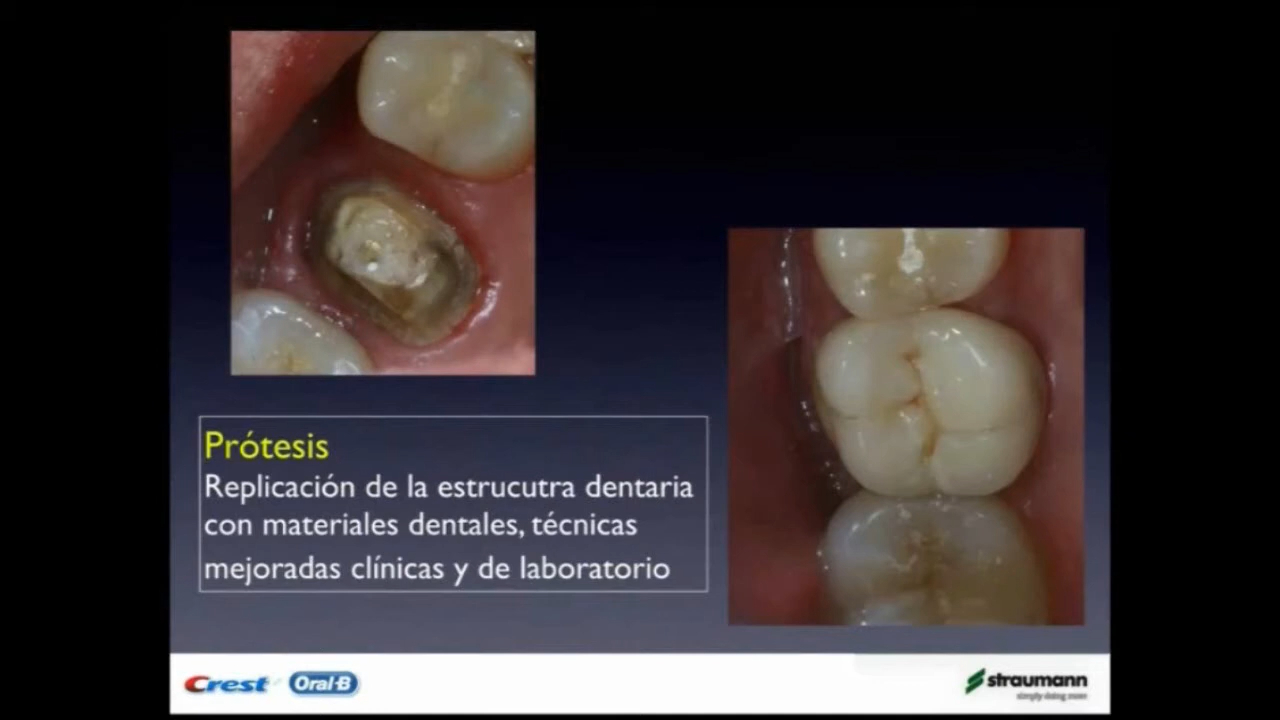 Prótesis
Replicación de la estrucutra dentaria
con materiales dentales, técnicas
mejoradas clínicas y de laboratorio
Crest Oral-B
straumann
simply doing more